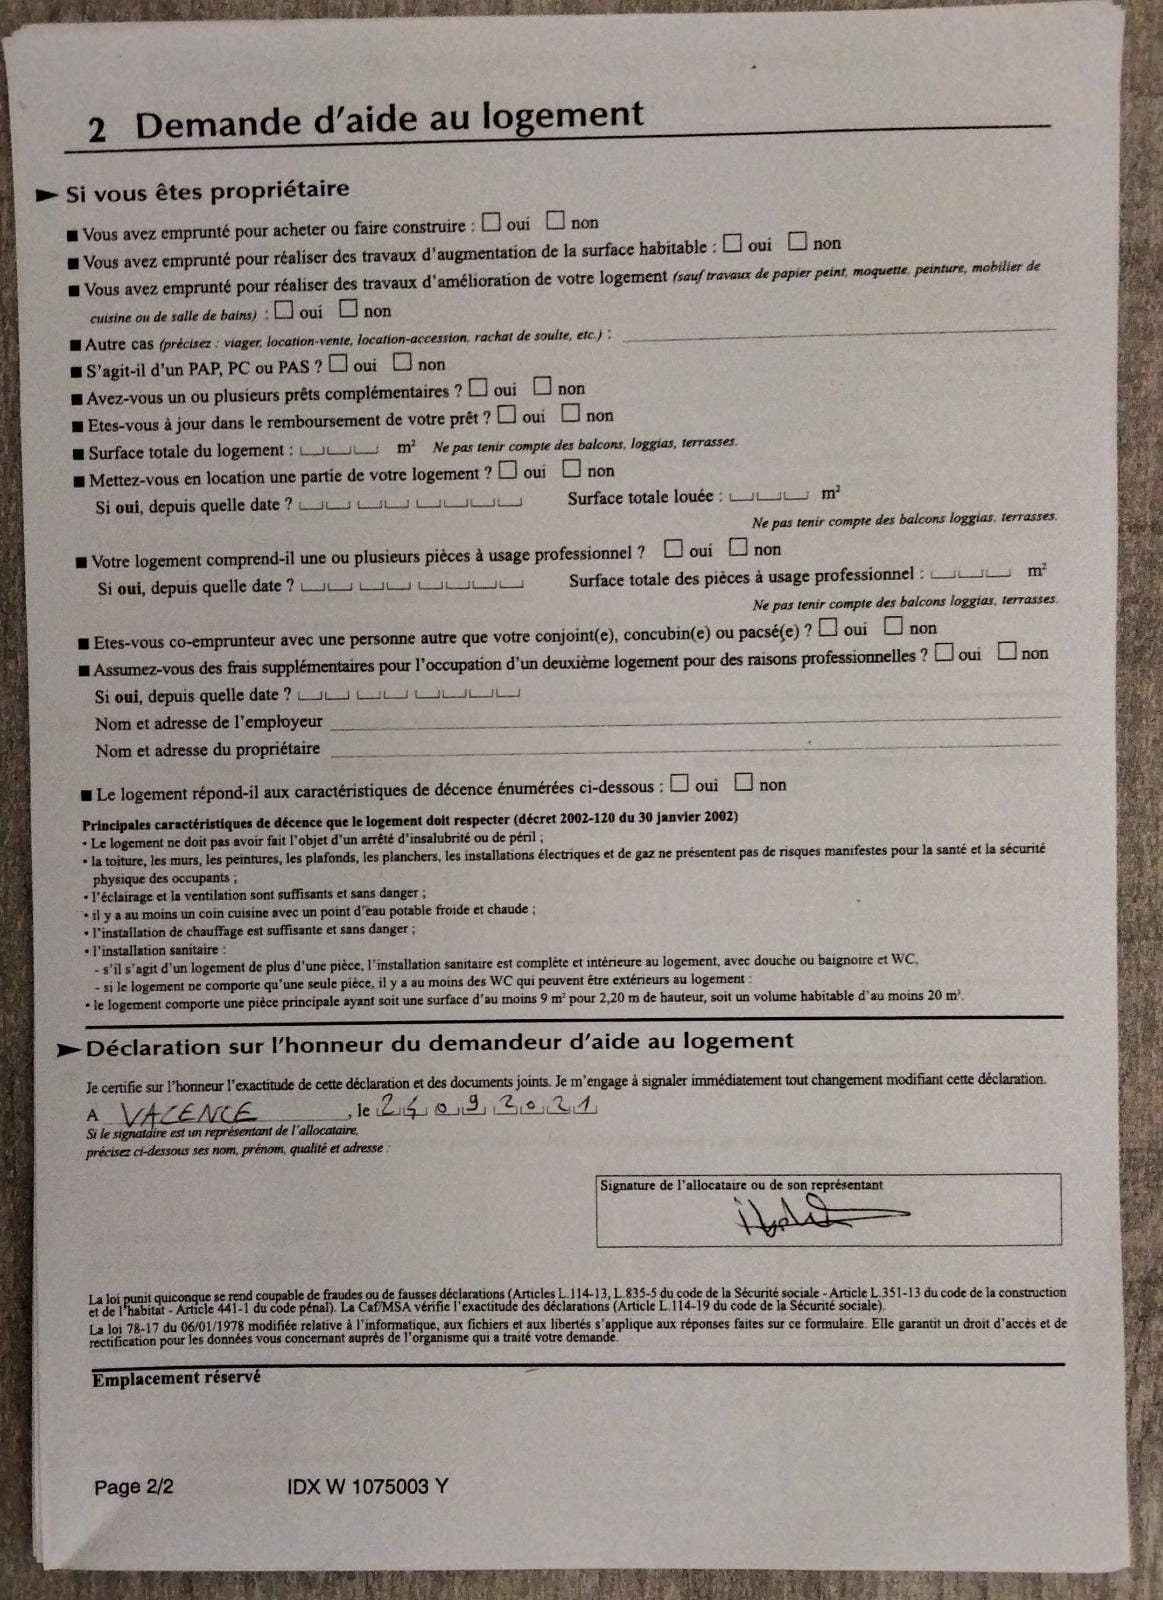 2 Demande d'aide au logement
► Si vous êtes propriétaire
■ Vous avez emprunté pour acheter ou faire construire : ☐ oui ☐ non
■ Vous avez emprunté pour réaliser des travaux d'augmentation de la surface habitable : ☐ oui ☐ non
■ Vous avez emprunté pour réaliser des travaux d'amélioration de votre logement (sauf travaux de papier peint, moquette, peinture, mobilier de
cuisine ou de salle de bains) : ☐ oui ☐ non
■ Autre cas (précisez : viager, location-vente, location-accession, rachat de soulte, etc.) :
■ S'agit-il d'un PAP, PC ou PAS ? ☐ oui ☐ non
■ Avez-vous un ou plusieurs prêts complémentaires ? ☐ oui ☐ non
■ Etes-vous à jour dans le remboursement de votre prêt ? ☐ oui ☐ non
■ Surface totale du logement : m² Ne pas tenir compte des balcons, loggias, terrasses.
■ Mettez-vous en location une partie de votre logement ? ☐ oui ☐ non
Si oui, depuis quelle date ? Surface totale louée : m²
Ne pas tenir compte des balcons loggias, terrasses.
■ Votre logement comprend-il une ou plusieurs pièces à usage professionnel ? ☐ oui ☐ non
Si oui, depuis quelle date ? Surface totale des pièces à usage professionnel : m²
Ne pas tenir compte des balcons loggias, terrasses.
■ Etes-vous co-emprunteur avec une personne autre que votre conjoint(e), concubin(e) ou pacsé(e) ? ☐ oui ☐ non
■ Assumez-vous des frais supplémentaires pour l'occupation d'un deuxième logement pour des raisons professionnelles ? ☐ oui ☐ non
Si oui, depuis quelle date ?
Nom et adresse de l'employeur
Nom et adresse du propriétaire
■ Le logement répond-il aux caractéristiques de décence énumérées ci-dessous : ☐ oui ☐ non
Principales caractéristiques de décence que le logement doit respecter (décret 2002-120 du 30 janvier 2002)
• Le logement ne doit pas avoir fait l'objet d'un arrêté d'insalubrité ou de péril ;
• la toiture, les murs, les peintures, les plafonds, les planchers, les installations électriques et de gaz ne présentent pas de risques manifestes pour la santé et la sécurité
physique des occupants ;
• l'éclairage et la ventilation sont suffisants et sans danger ;
• il y a au moins un coin cuisine avec un point d'eau potable froide et chaude ;
• l'installation de chauffage est suffisante et sans danger ;
• l'installation sanitaire :
- s'il s'agit d'un logement de plus d'une pièce, l'installation sanitaire est complète et intérieure au logement, avec douche ou baignoire et WC,
- si le logement ne comporte qu'une seule pièce, il y a au moins des WC qui peuvent être extérieurs au logement :
• le logement comporte une pièce principale ayant soit une surface d'au moins 9 m² pour 2,20 m de hauteur, soit un volume habitable d'au moins 20 m³.
► Déclaration sur l'honneur du demandeur d'aide au logement
Je certifie sur l'honneur l'exactitude de cette déclaration et des documents joints. Je m'engage à signaler immédiatement tout changement modifiant cette déclaration.
A VALENCE , le 24 09 2021
Si le signataire est un représentant de l'allocataire,
précisez ci-dessous ses nom, prénom, qualité et adresse :
Signature de l'allocataire ou de son représentant
La loi punit quiconque se rend coupable de fraudes ou de fausses déclarations (Articles L.114-13, L.835-5 du code de la Sécurité sociale - Article L.351-13 du code de la construction
et de l'habitat - Article 441-1 du code pénal). La Caf/MSA vérifie l'exactitude des déclarations (Article L.114-19 du code de la Sécurité sociale).
La loi 78-17 du 06/01/1978 modifiée relative à l'informatique, aux fichiers et aux libertés s'applique aux réponses faites sur ce formulaire. Elle garantit un droit d'accès et de
rectification pour les données vous concernant auprès de l'organisme qui a traité votre demande.
Emplacement réservé
Page 2/2 IDX W 1075003 Y